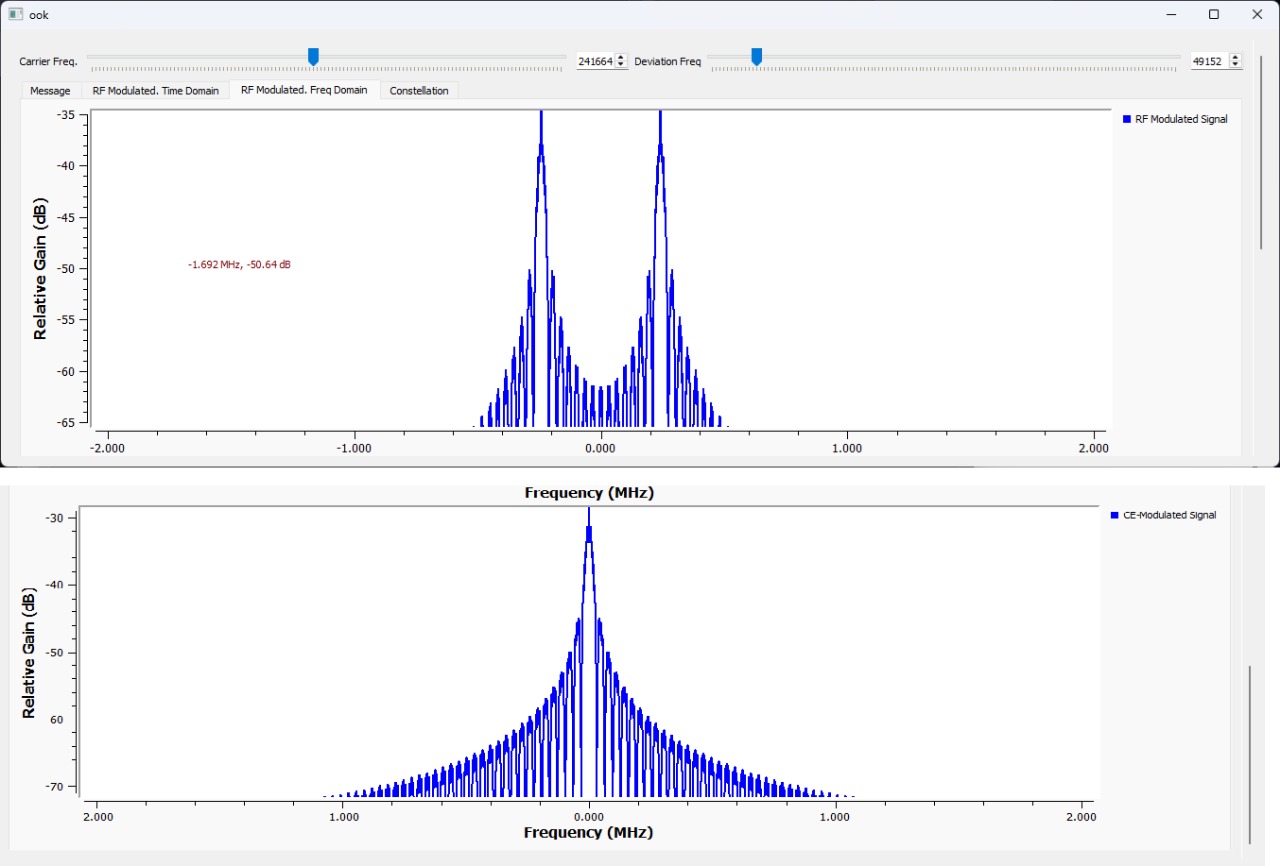 ook
Carrier Freq. 241664 Deviation Freq 49152
Message RF Modulated. Time Domain RF Modulated. Freq Domain Constellation
RF Modulated Signal
Relative Gain (dB)
-35
-40
-45
-50
-55
-60
-65
-1.692 MHz, -50.64 dB
-2.000 -1.000 0.000 1.000 2.000
Frequency (MHz)
CE-Modulated Signal
Relative Gain (dB)
-30
-40
-50
60
-70
2.000 1.000 0.000 1.000 2.000
Frequency (MHz)